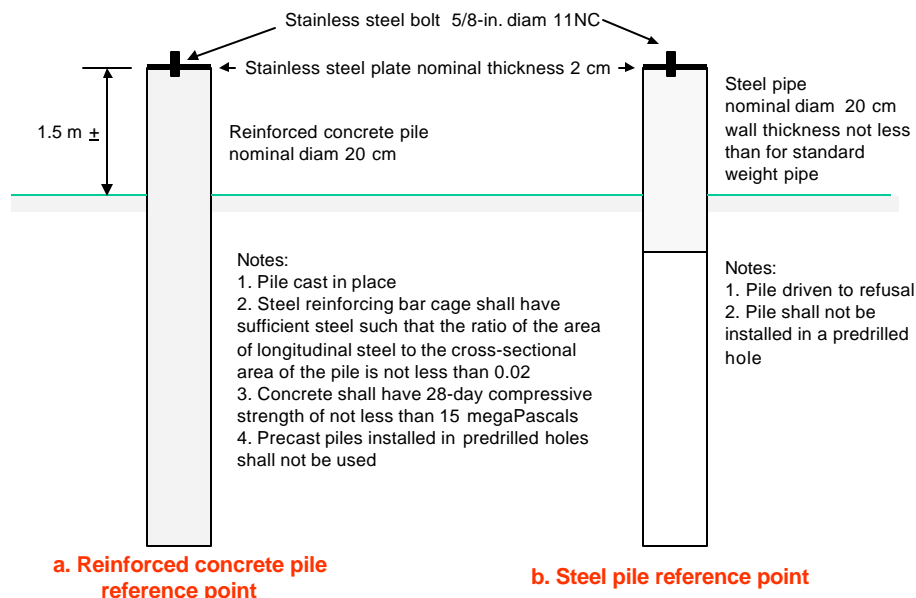 Stainless steel bolt 5/8-in. diam 11NC
Stainless steel plate nominal thickness 2 cm
1.5 m ±
Reinforced concrete pile
nominal diam 20 cm
Steel pipe
nominal diam 20 cm
wall thickness not less
than for standard
weight pipe
Notes:
1. Pile cast in place
2. Steel reinforcing bar cage shall have
sufficient steel such that the ratio of the area
of longitudinal steel to the cross-sectional
area of the pile is not less than 0.02
3. Concrete shall have 28-day compressive
strength of not less than 15 megaPascals
4. Precast piles installed in predrilled holes
shall not be used
Notes:
1. Pile driven to refusal
2. Pile shall not be
installed in a predrilled
hole
a. Reinforced concrete pile
reference point
b. Steel pile reference point